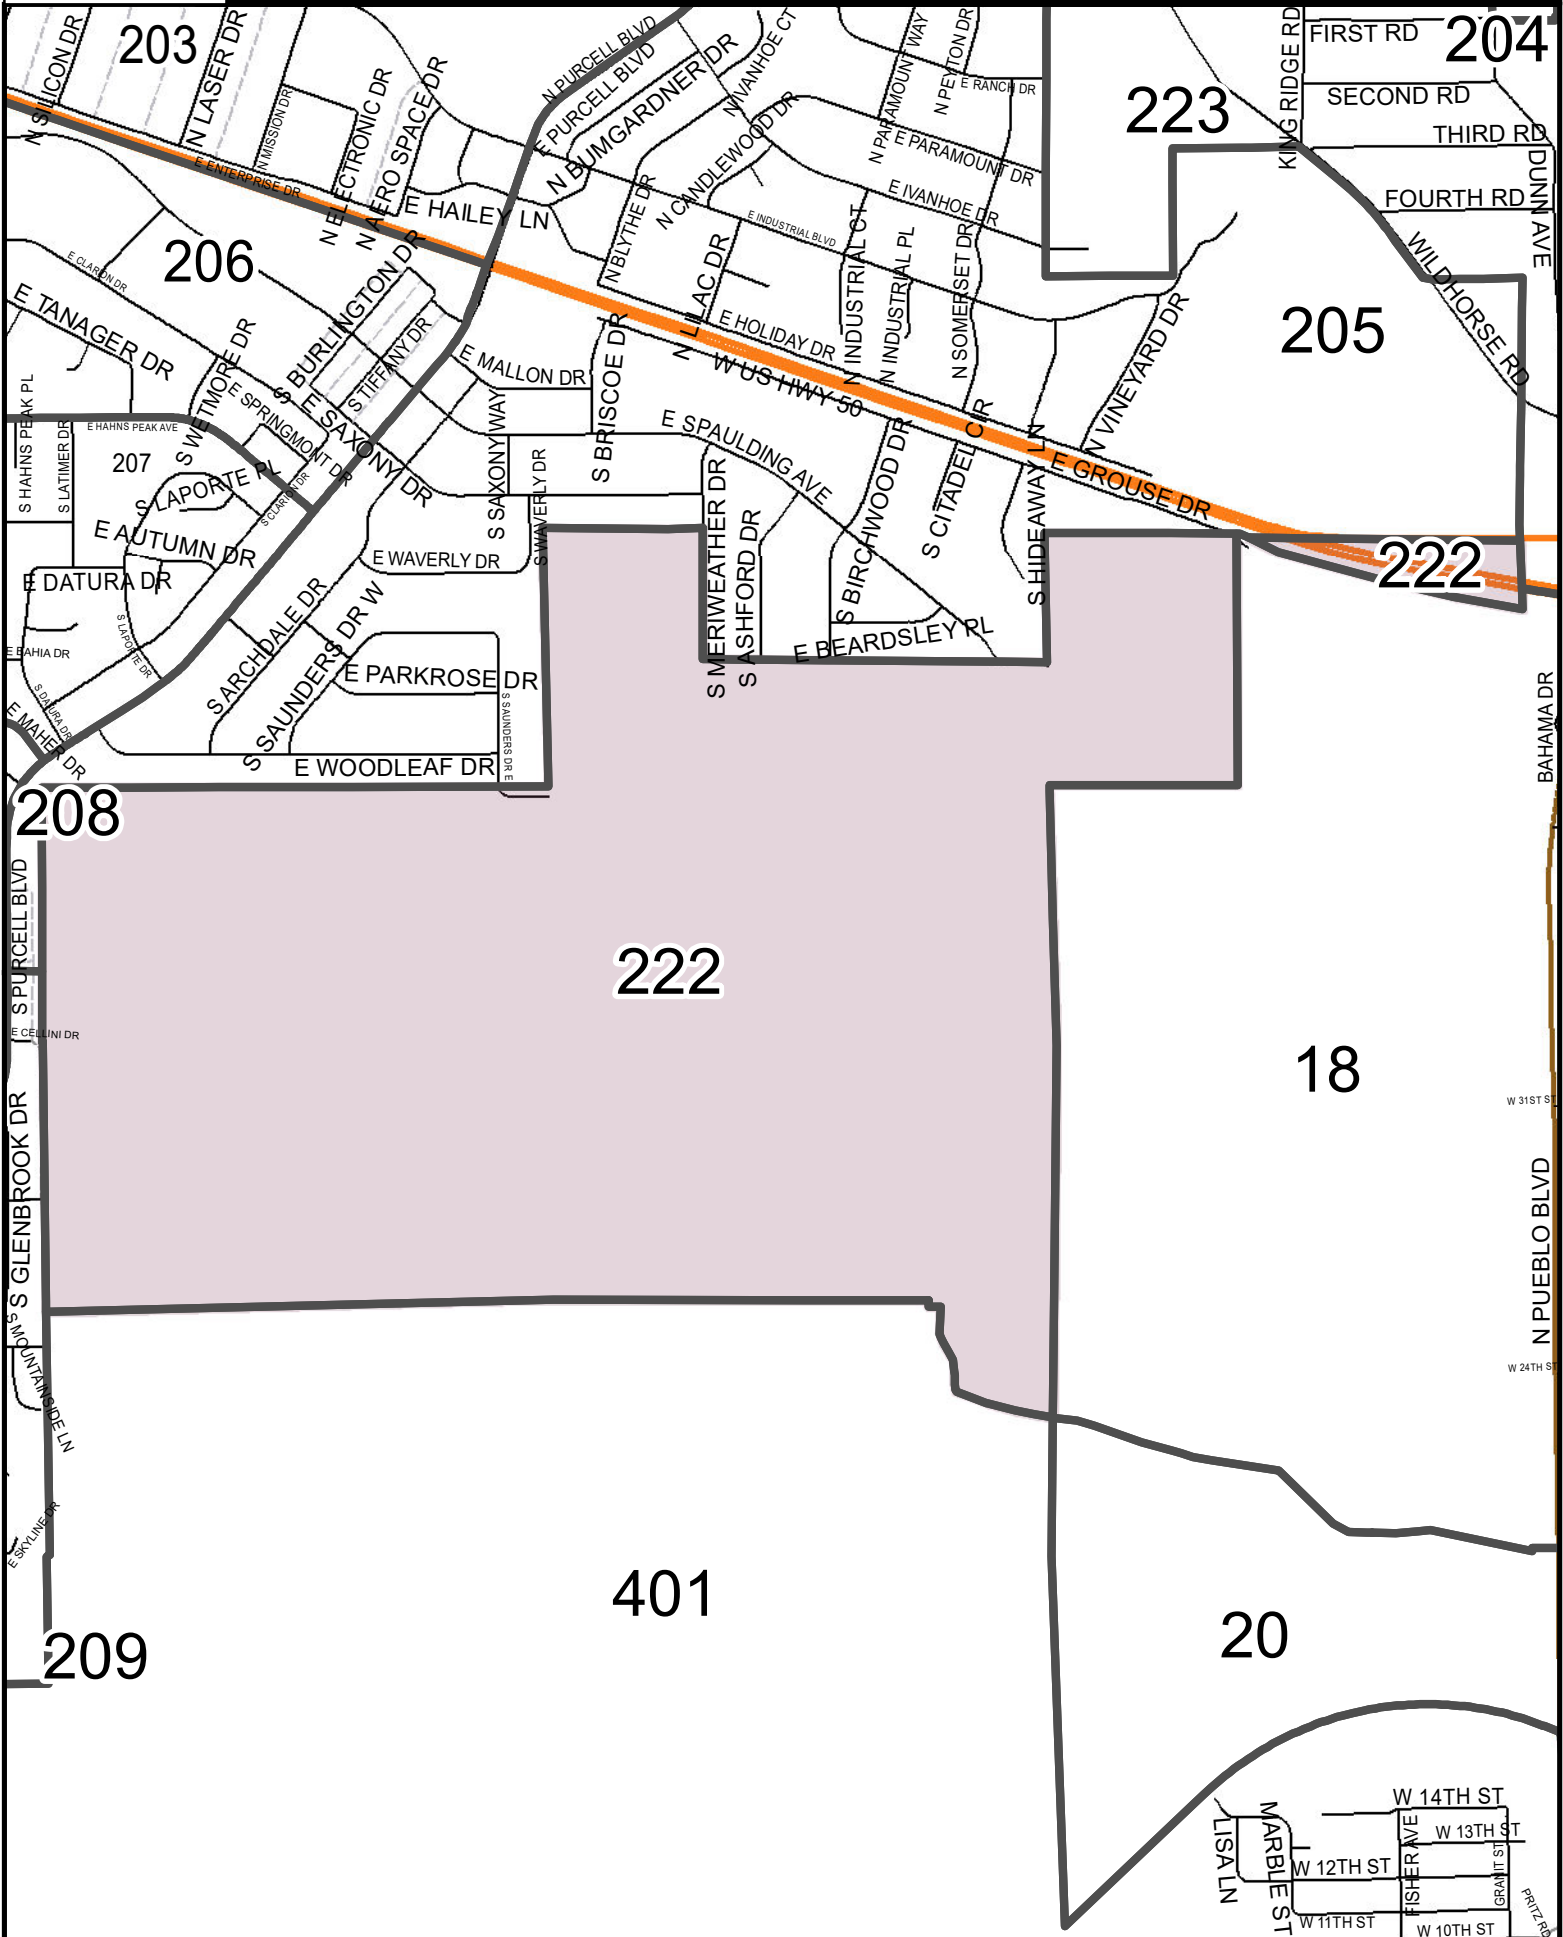 203
204
223
N SILICON DR
N LASER DR
N MISSION DR
N ELECTRONIC DR
N AERO SPACE DR
E ENTERPRISE DR
E HAILEY LN
N PURCELL BLVD
E PURCELL BLVD
N BUMGARDNER DR
N IVANHOE CT
N CANDLEWOOD DR
N BLYTHE DR
N PARAMOUNT WAY
N PEYTON DR
E RANCH DR
E PARAMOUNT DR
E IVANHOE DR
E INDUSTRIAL BLVD
KINGRIDGE RD
FIRST RD
SECOND RD
THIRD RD
FOURTH RD
DUNN AVE
WILDHORSE RD
206
205
E CLARION DR
E TANAGER DR
S BURLINGTON DR
S TIFFANY DR
S WETMORE DR
E SPRINGMONT DR
E SAXONY DR
E MALLON DR
S BRISCOE DR
N LILAC DR
E HOLIDAY DR
W US HWY 50
N INDUSTRIAL CT
N INDUSTRIAL PL
N SOMERSET DR
N VINEYARD DR
S HAHNS PEAK PL
S LATIMER DR
E HAHNS PEAK AVE
207
S LAPORTE PL
S CLARION DR
E AUTUMN DR
E DATURA DR
S SAXONY WAY
S WAVERLY DR
E WAVERLY DR
E SPAULDING AVE
S MERIWEATHER DR
S ASHFORD DR
S BIRCHWOOD DR
S CITADEL CIR
S HIDEAWAY LN
E GROUSE DR
222
E BEARDSLEY PL
S LAPORTE DR
E BAHIA DR
S DATURA DR
E MAHER DR
S ARCHDALE DR
S SAUNDERS DR W
E PARKROSE DR
S SAUNDERS DR E
E WOODLEAF DR
BAHAMA DR
208
S PURCELL BLVD
E CELLINI DR
222
18
W 31ST ST
S GLENBROOK DR
N PUEBLO BLVD
S MOUNTAINSIDE LN
W 24TH ST
E SKYLINE DR
401
20
209
W 14TH ST
W 13TH ST
W 12TH ST
W 11TH ST
W 10TH ST
LISA LN
MARBLE ST
FISHER AVE
GRANIT ST
PRITZ RD